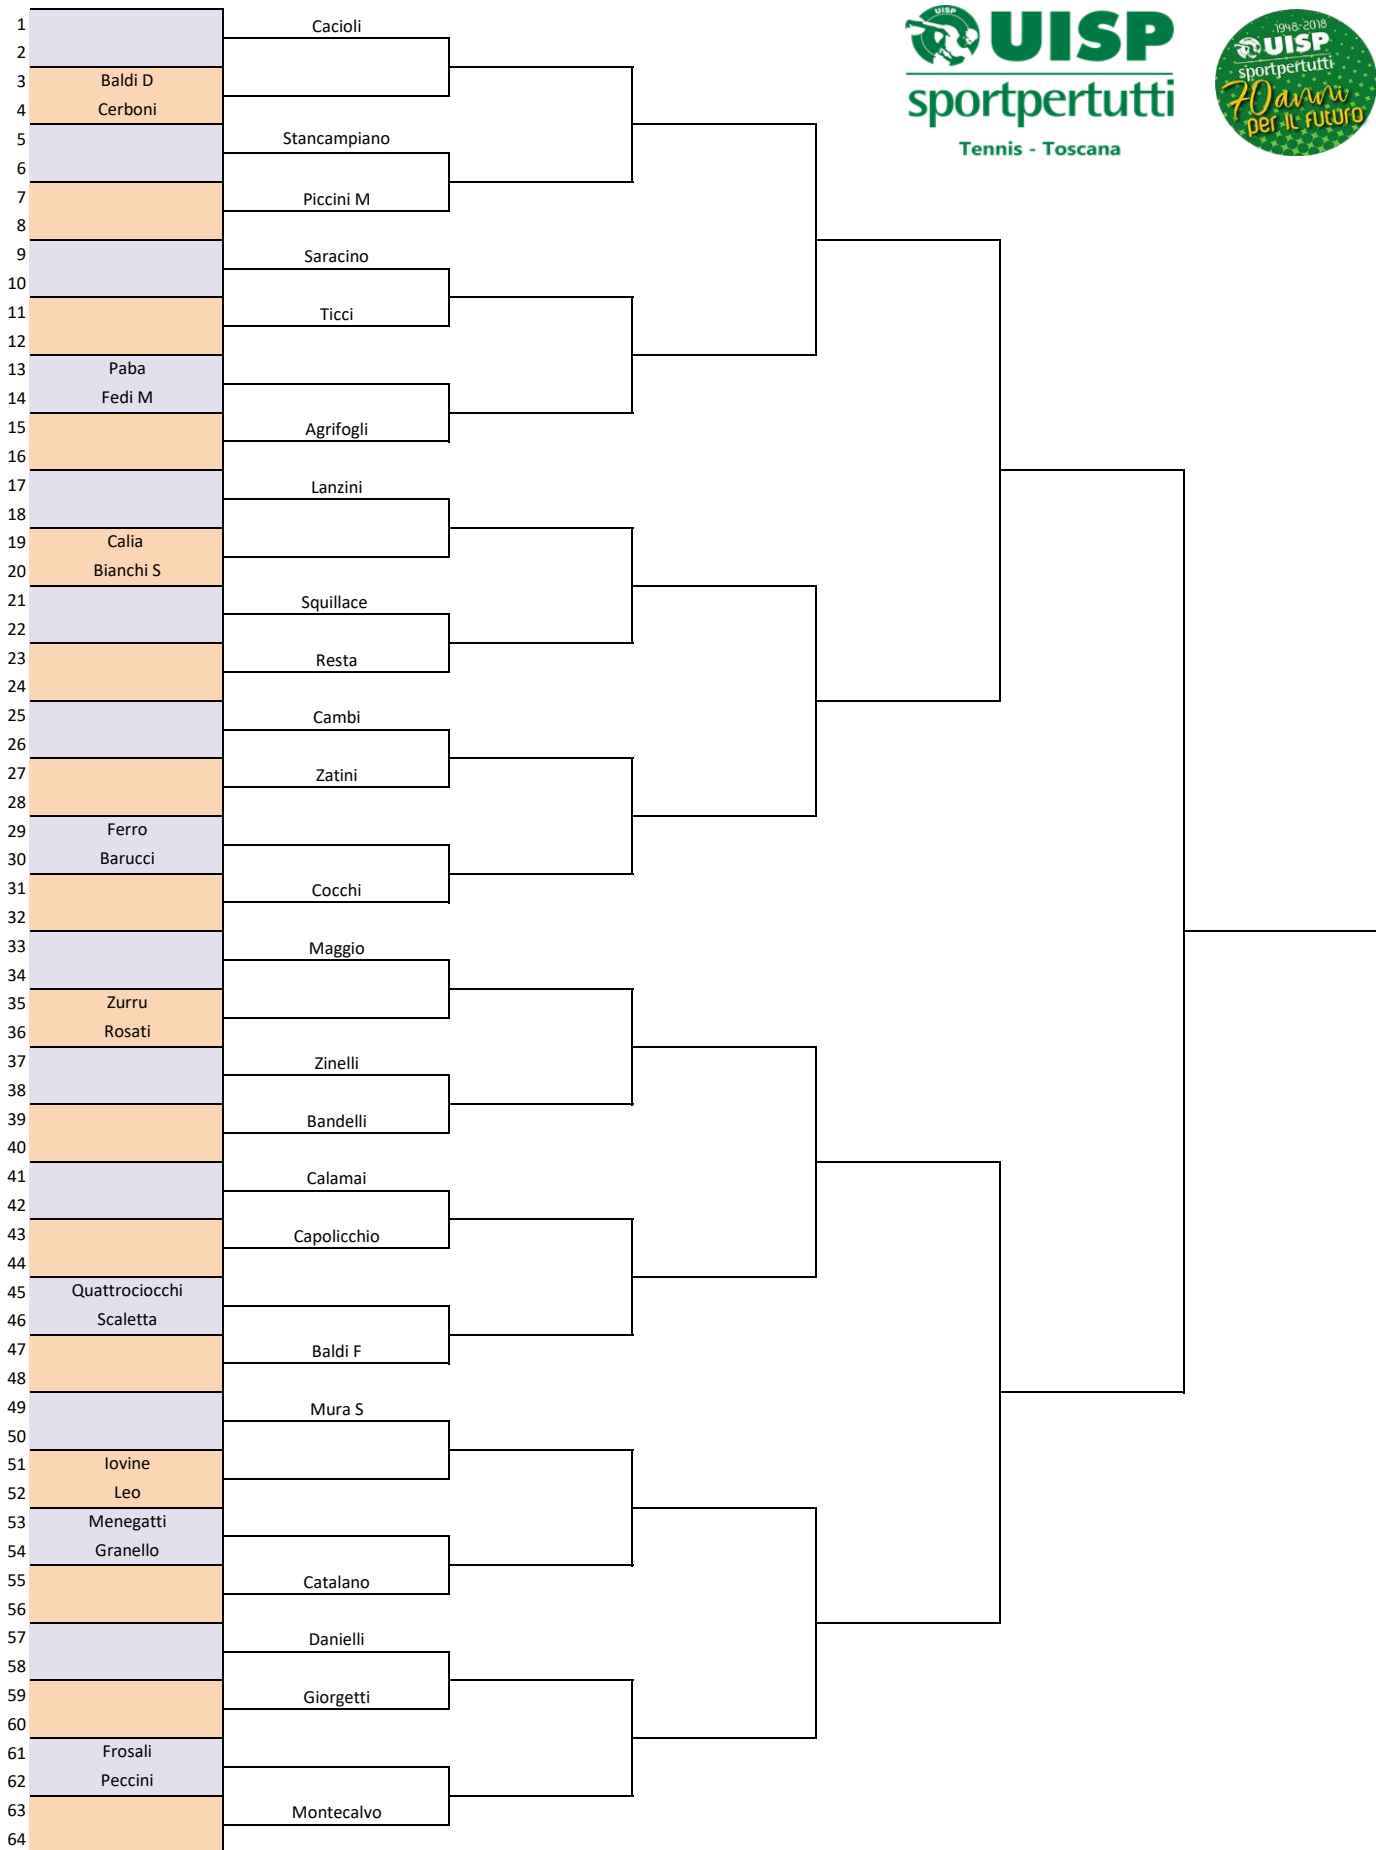 UISP
UISP
sportpertutti
Tennis - Toscana
1948-2018
UISP
sportpertutti
70 anni
per il futuro
1
Cacioli
2
3 Baldi D
4 Cerboni
5
Stancampiano
6
7
Piccini M
8
9
Saracino
10
11
Ticci
12
13 Paba
14 Fedi M
15
Agrifogli
16
17
Lanzini
18
19 Calia
20 Bianchi S
21
Squillace
22
23
Resta
24
25
Cambi
26
27
Zatini
28
29 Ferro
30 Barucci
31
Cocchi
32
33
Maggio
34
35 Zurru
36 Rosati
37
Zinelli
38
39
Bandelli
40
41
Calamai
42
43
Capolicchio
44
45 Quattrociocchi
46 Scaletta
47
Baldi F
48
49
Mura S
50
51 Iovine
52 Leo
53 Menegatti
54 Granello
55
Catalano
56
57
Danielli
58
59
Giorgetti
60
61 Frosali
62 Peccini
63
Montecalvo
64